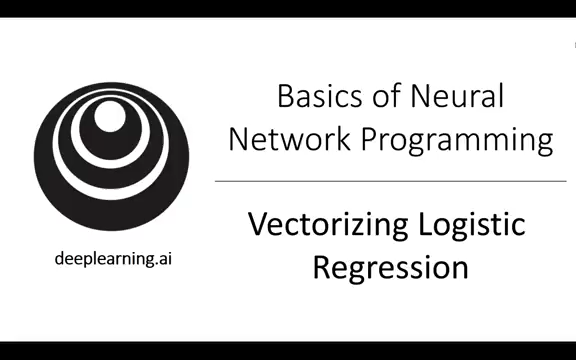 Basics of Neural
Network Programming
Vectorizing Logistic
Regression
deeplearning.ai